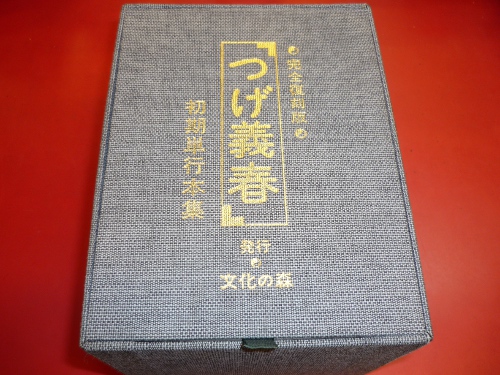 完全復刻版
つげ義春
初期単行本集
発行
文化の森